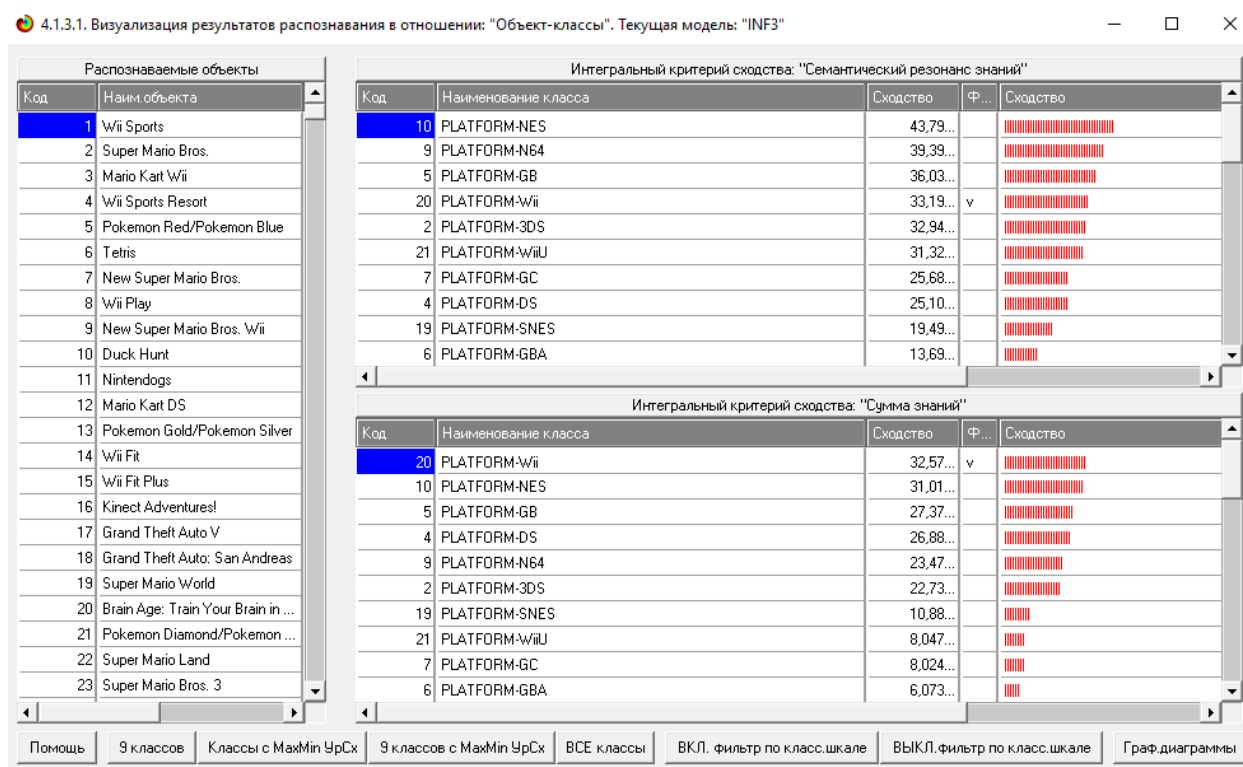 4.1.3.1. Визуализация результатов распознавания в отношении: "Объект-классы". Текущая модель: "INF3"
Распознаваемые объекты
Код Наим.объекта
1 Wii Sports
2 Super Mario Bros.
3 Mario Kart Wii
4 Wii Sports Resort
5 Pokemon Red/Pokemon Blue
6 Tetris
7 New Super Mario Bros.
8 Wii Play
9 New Super Mario Bros. Wii
10 Duck Hunt
11 Nintendogs
12 Mario Kart DS
13 Pokemon Gold/Pokemon Silver
14 Wii Fit
15 Wii Fit Plus
16 Kinect Adventures!
17 Grand Theft Auto V
18 Grand Theft Auto: San Andreas
19 Super Mario World
20 Brain Age: Train Your Brain in ...
21 Pokemon Diamond/Pokemon ...
22 Super Mario Land
23 Super Mario Bros. 3
Интегральный критерий сходства: "Семантический резонанс знаний"
Код Наименование класса Сходство Ф... Сходство
10 PLATFORM-NES 43,79...
9 PLATFORM-N64 39,39...
5 PLATFORM-GB 36,03...
20 PLATFORM-Wii 33,19... v
2 PLATFORM-3DS 32,94...
21 PLATFORM-WiiU 31,32...
7 PLATFORM-GC 25,68...
4 PLATFORM-DS 25,10...
19 PLATFORM-SNES 19,49...
6 PLATFORM-GBA 13,69...
Интегральный критерий сходства: "Сумма знаний"
Код Наименование класса Сходство Ф... Сходство
20 PLATFORM-Wii 32,57... v
10 PLATFORM-NES 31,01...
5 PLATFORM-GB 27,37...
4 PLATFORM-DS 26,88...
9 PLATFORM-N64 23,47...
2 PLATFORM-3DS 22,73...
19 PLATFORM-SNES 10,88...
21 PLATFORM-WiiU 8,047...
7 PLATFORM-GC 8,024...
6 PLATFORM-GBA 6,073...
Помощь 9 классов Классы с MaxMin УрСх 9 классов с MaxMin УрСх ВСЕ классы ВКЛ. фильтр по класс.шкале ВЫКЛ.фильтр по класс.шкале Граф.диаграммы